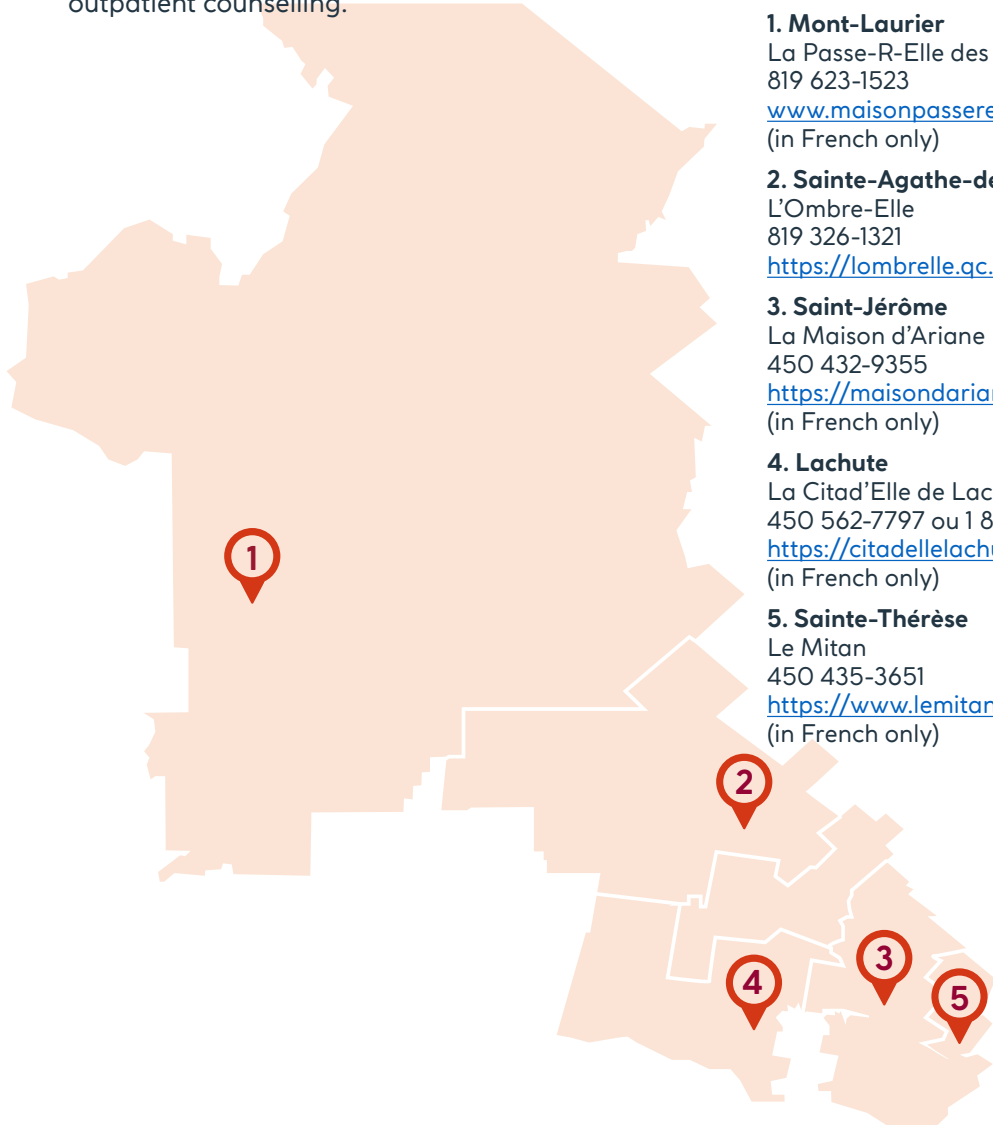 outpatient counselling.
1. Mont-Laurier
La Passe-R-Elle des
819 623-1523
www.maisonpassere
(in French only)
2. Sainte-Agathe-de
L'Ombre-Elle
819 326-1321
https://lombrelle.qc.
3. Saint-Jérôme
La Maison d'Ariane
450 432-9355
https://maisondarian
(in French only)
4. Lachute
La Citad'Elle de Lac
450 562-7797 ou 1 8
https://citadellelachu
(in French only)
5. Sainte-Thérèse
Le Mitan
450 435-3651
https://www.lemitan
(in French only)
1
2
3
4
5